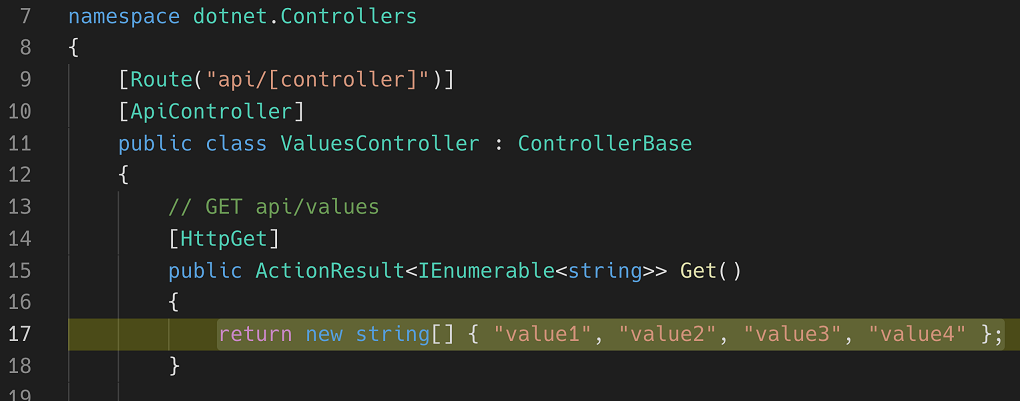 7 namespace dotnet.Controllers
8 {
9     [Route("api/[controller]")]
10     [ApiController]
11     public class ValuesController : ControllerBase
12     {
13         // GET api/values
14         [HttpGet]
15         public ActionResult<IEnumerable<string>> Get()
16         {
17             return new string[] { "value1", "value2", "value3", "value4" };
18         }
19